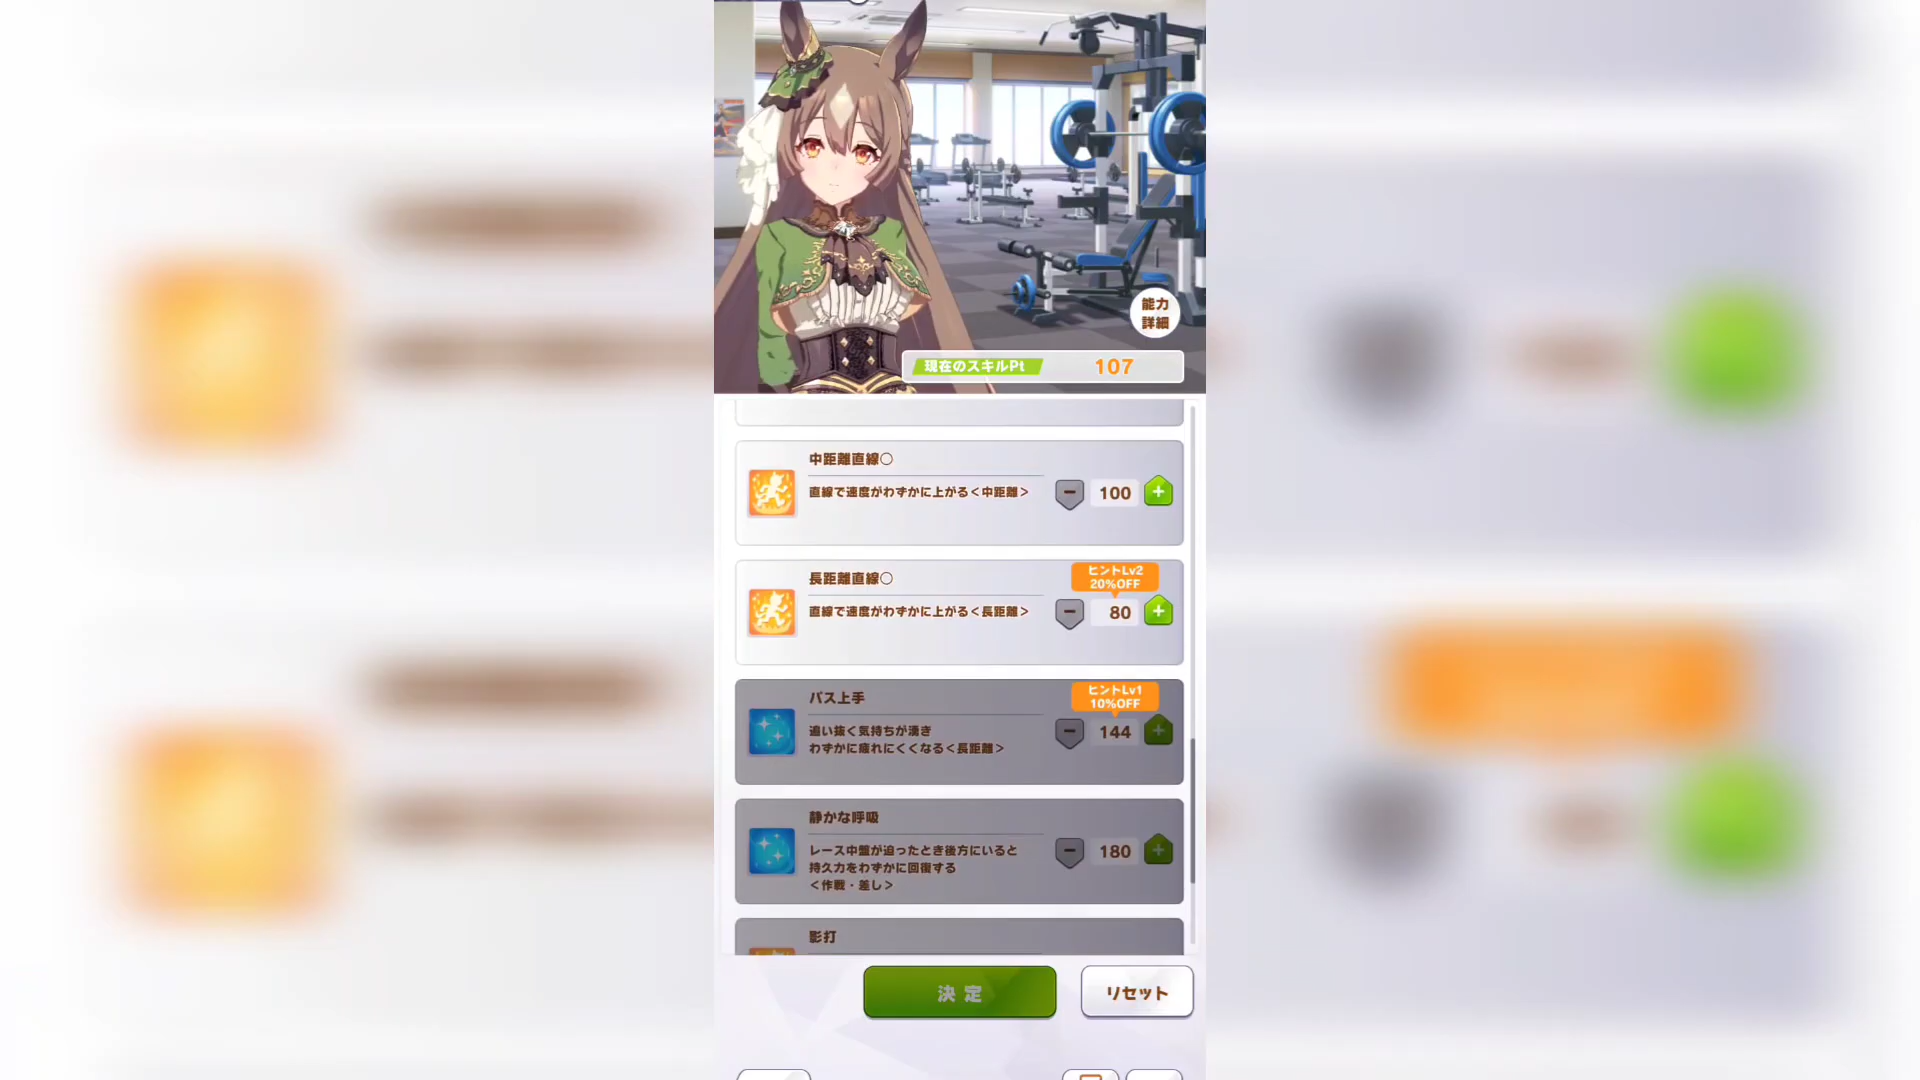 能力
詳細
現在のスキルPt 107
中距離直線○
直線で速度がわずかに上がる<中距離>
100
長距離直線○
ヒントLv2
20%OFF
直線で速度がわずかに上がる<長距離>
80
パス上手
ヒントLv1
10%OFF
追い抜く気持ちが湧き
わずかに疲れにくくなる<長距離>
144
静かな呼吸
レース中盤が迫ったとき後方にいると
持久力をわずかに回復する
<作戦・差し>
180
影打
決定
リセット